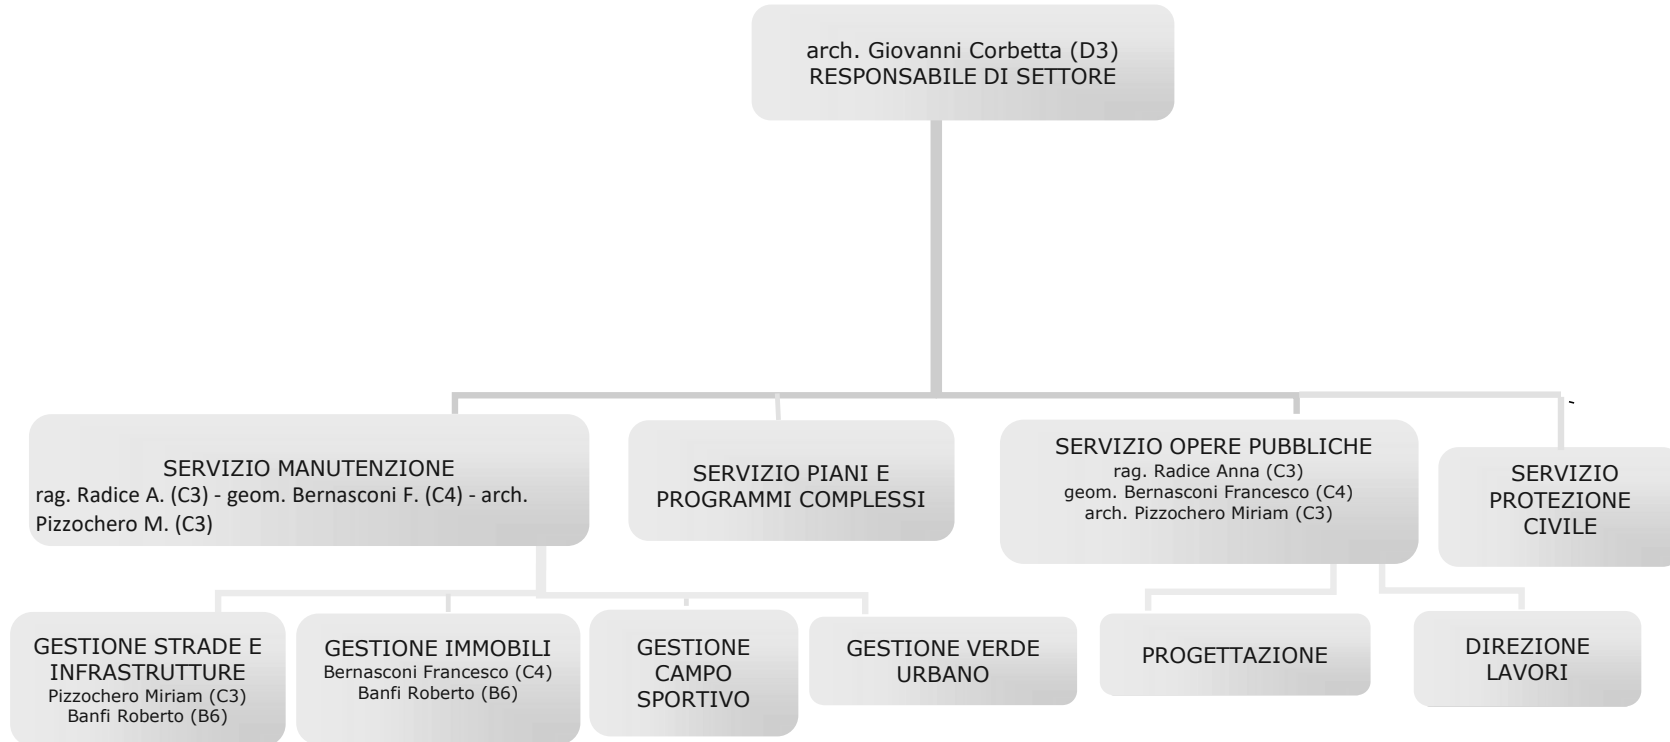 arch. Giovanni Corbetta (D3)
RESPONSABILE DI SETTORE
SERVIZIO MANUTENZIONE
rag. Radice A. (C3) - geom. Bernasconi F. (C4) - arch.
Pizzochero M. (C3)
SERVIZIO PIANI E
PROGRAMMI COMPLESSI
SERVIZIO OPERE PUBBLICHE
rag. Radice Anna (C3)
geom. Bernasconi Francesco (C4)
arch. Pizzochero Miriam (C3)
SERVIZIO
PROTEZIONE
CIVILE
GESTIONE STRADE E
INFRASTRUTTURE
Pizzochero Miriam (C3)
Banfi Roberto (B6)
GESTIONE IMMOBILI
Bernasconi Francesco (C4)
Banfi Roberto (B6)
GESTIONE
CAMPO
SPORTIVO
GESTIONE VERDE
URBANO
PROGETTAZIONE
DIREZIONE
LAVORI